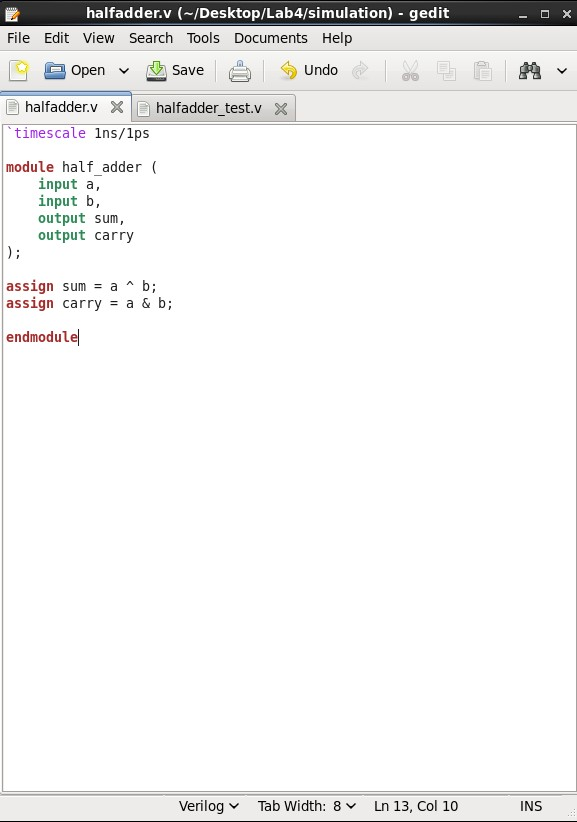 halfadder.v (~/Desktop/Lab4/simulation) - gedit
File Edit View Search Tools Documents Help
Open Save Undo
halfadder.v halfadder_test.v
`timescale 1ns/1ps
module half_adder (
    input a,
    input b,
    output sum,
    output carry
);
assign sum = a ^ b;
assign carry = a & b;
endmodule
Verilog Tab Width: 8 Ln 13, Col 10 INS